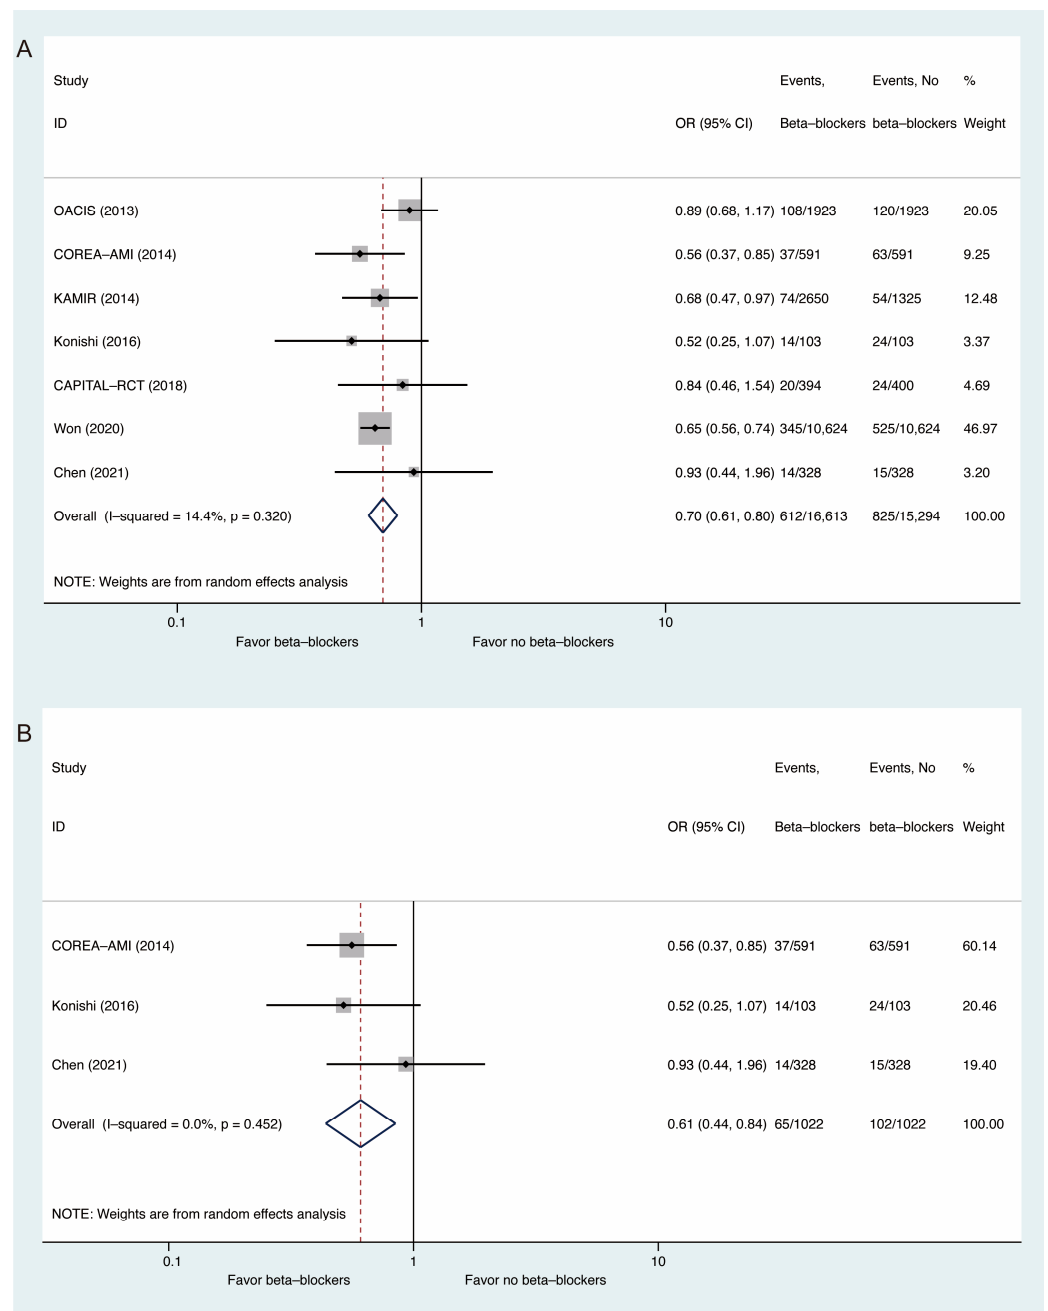 A
Study Events, Events, No %
ID OR (95% CI) Beta–blockers beta–blockers Weight
OACIS (2013) 0.89 (0.68, 1.17) 108/1923 120/1923 20.05
COREA–AMI (2014) 0.56 (0.37, 0.85) 37/591 63/591 9.25
KAMIR (2014) 0.68 (0.47, 0.97) 74/2650 54/1325 12.48
Konishi (2016) 0.52 (0.25, 1.07) 14/103 24/103 3.37
CAPITAL–RCT (2018) 0.84 (0.46, 1.54) 20/394 24/400 4.69
Won (2020) 0.65 (0.56, 0.74) 345/10,624 525/10,624 46.97
Chen (2021) 0.93 (0.44, 1.96) 14/328 15/328 3.20
Overall (I–squared = 14.4%, p = 0.320) 0.70 (0.61, 0.80) 612/16,613 825/15,294 100.00
NOTE: Weights are from random effects analysis
0.1 1 10
Favor beta–blockers Favor no beta–blockers
B
Study Events, Events, No %
ID OR (95% CI) Beta–blockers beta–blockers Weight
COREA–AMI (2014) 0.56 (0.37, 0.85) 37/591 63/591 60.14
Konishi (2016) 0.52 (0.25, 1.07) 14/103 24/103 20.46
Chen (2021) 0.93 (0.44, 1.96) 14/328 15/328 19.40
Overall (I–squared = 0.0%, p = 0.452) 0.61 (0.44, 0.84) 65/1022 102/1022 100.00
NOTE: Weights are from random effects analysis
0.1 1 10
Favor beta–blockers Favor no beta–blockers